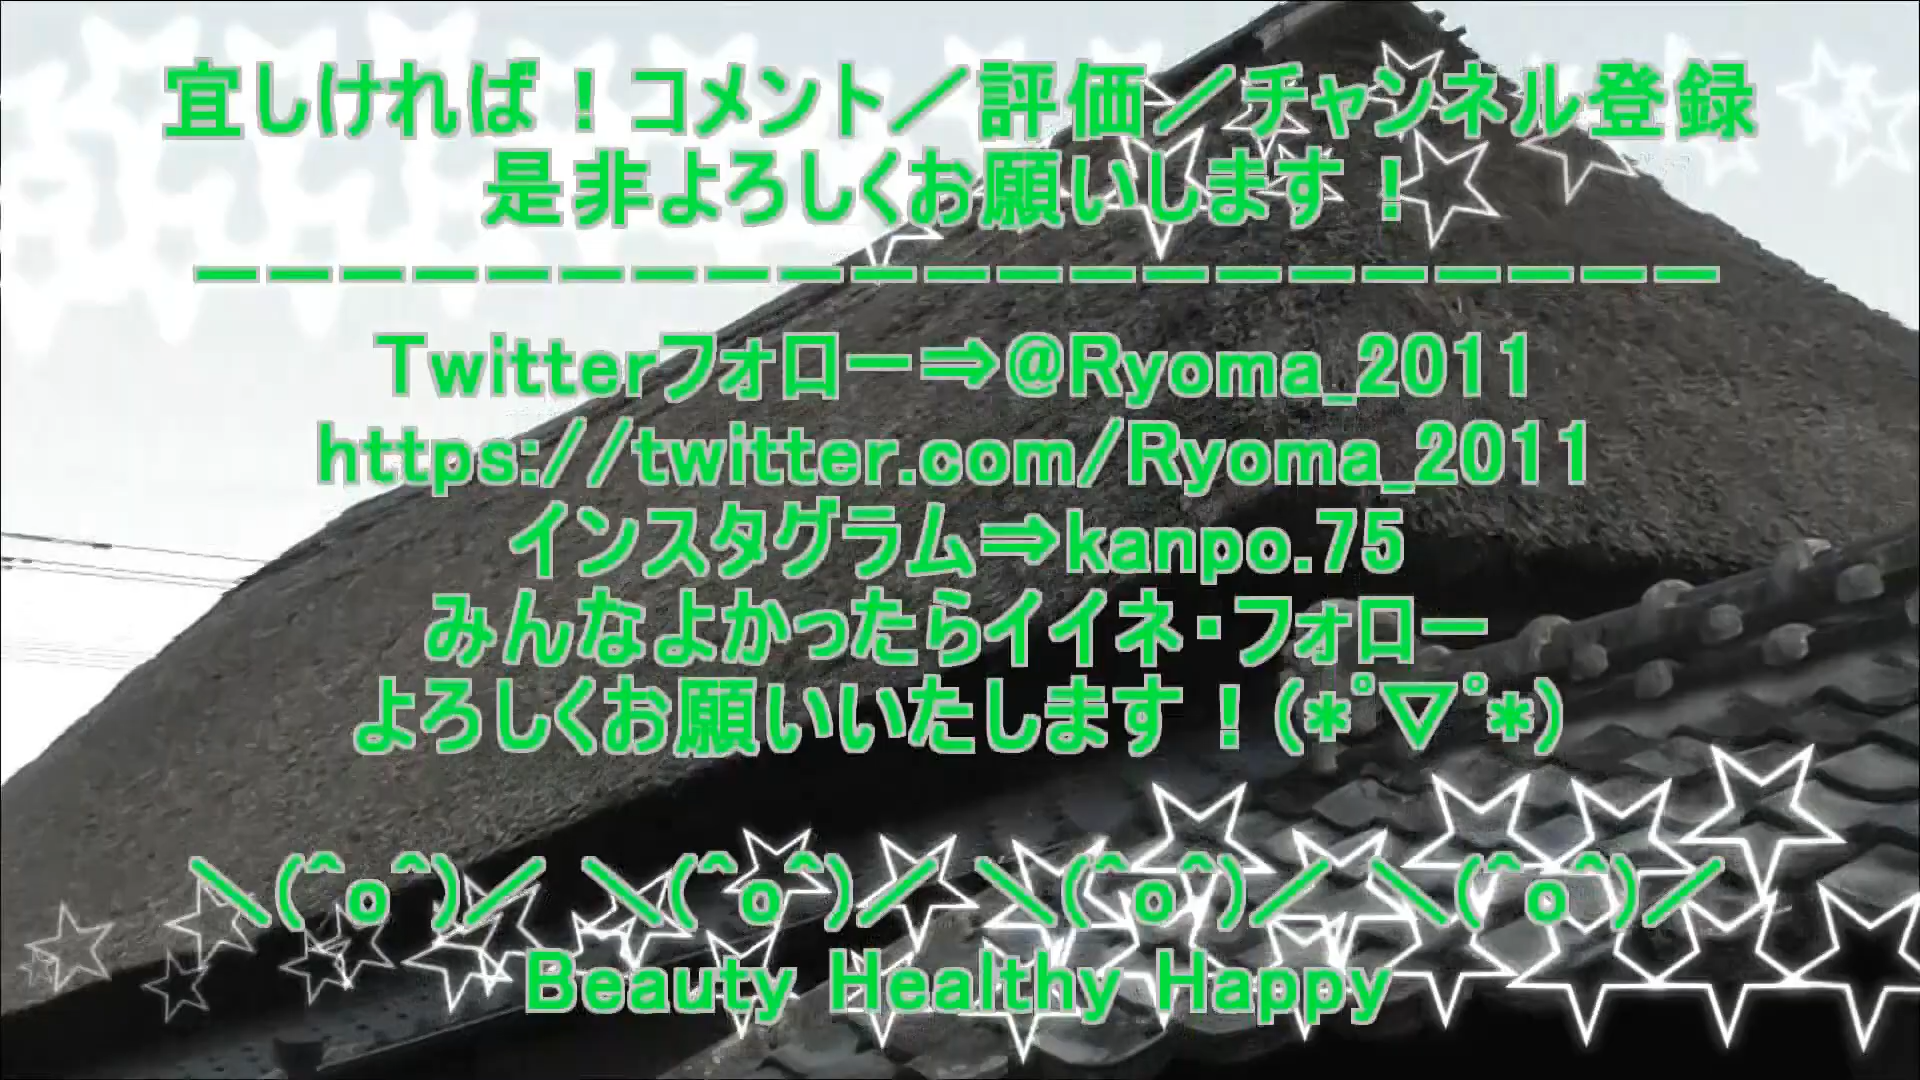 宜しければ！コメント／評価／チャンネル登録
是非よろしくお願いします！
ーーーーーーーーーーーーーーーーーーーーー
Twitterフォロー⇒@Ryoma_2011
https://twitter.com/Ryoma_2011
インスタグラム⇒kanpo.75
みんなよかったらイイネ・フォロー
よろしくお願いいたします！(*ﾟ▽ﾟ*)
＼(^o^)／ ＼(^o^)／ ＼(^o^)／ ＼(^o^)／
Beauty Healthy Happy